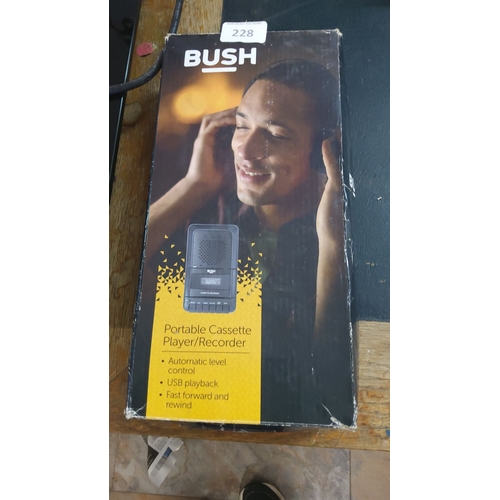 228
BUSH
Portable Cassette
Player/Recorder
• Automatic level
control
• USB playback
• Fast forward and
rewind